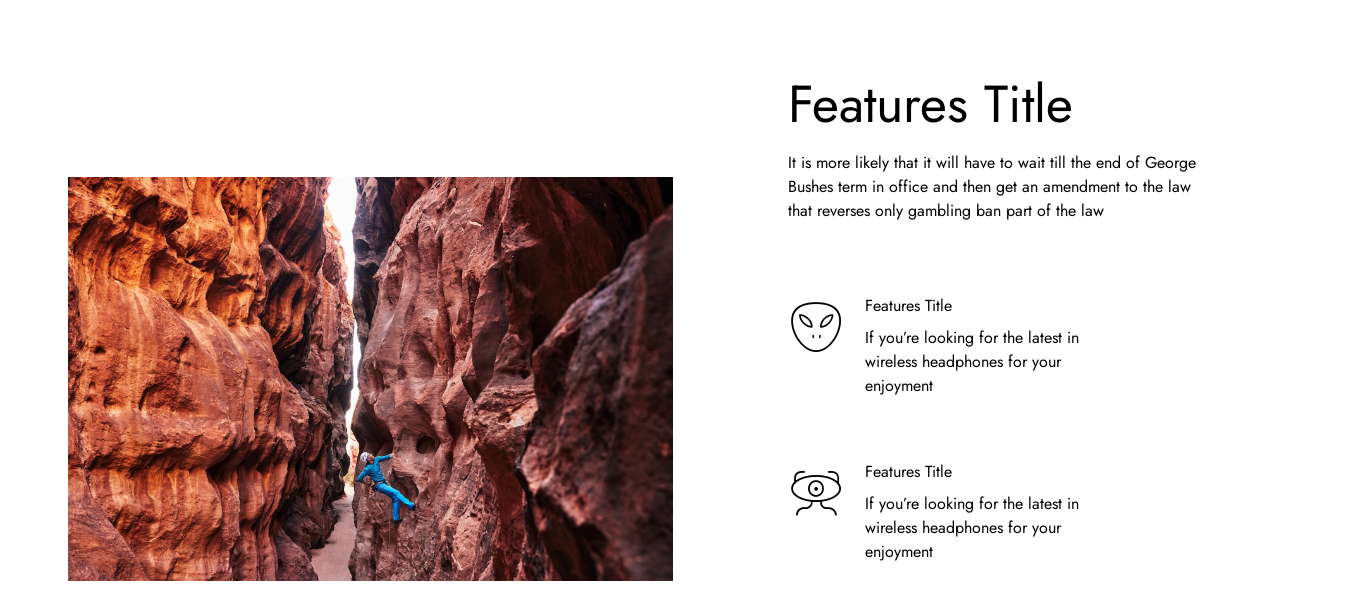 Features Title
It is more likely that it will have to wait till the end of George
Bushes term in office and then get an amendment to the law
that reverses only gambling ban part of the law
Features Title
If you’re looking for the latest in
wireless headphones for your
enjoyment
Features Title
If you’re looking for the latest in
wireless headphones for your
enjoyment